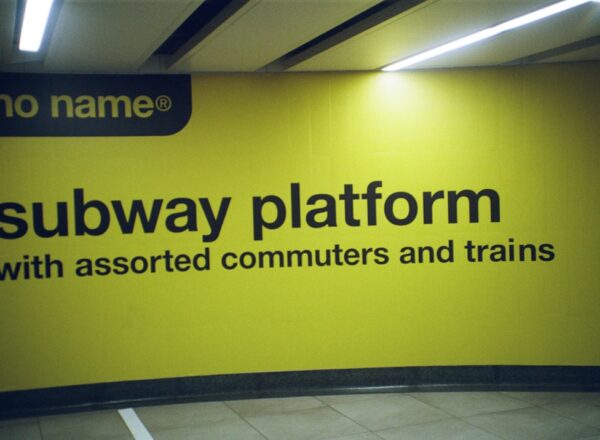 no name®
subway platform
with assorted commuters and trains